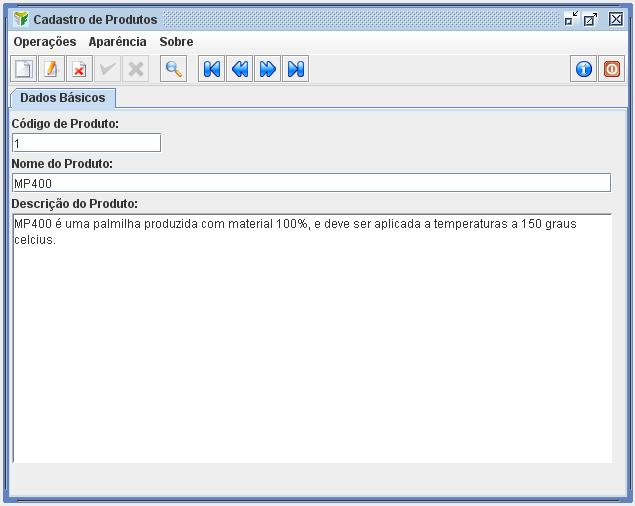 Cadastro de Produtos
Operações Aparência Sobre
Dados Básicos
Código de Produto:
1
Nome do Produto:
MP400
Descrição do Produto:
MP400 é uma palmilha produzida com material 100%, e deve ser aplicada a temperaturas a 150 graus
celcius.